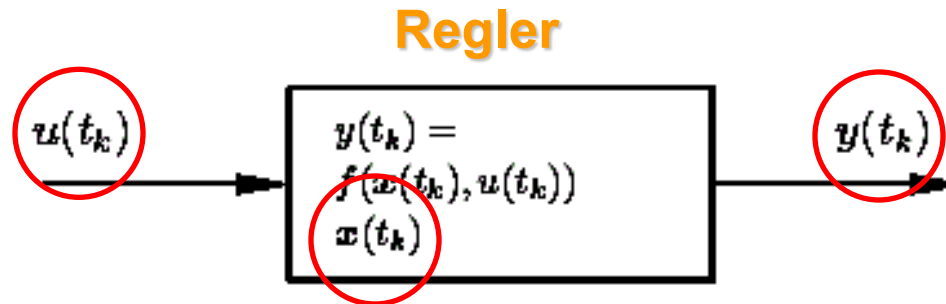 Regler
u(t_k)
y(t_k) =
f(x(t_k), u(t_k))
x(t_k)
y(t_k)